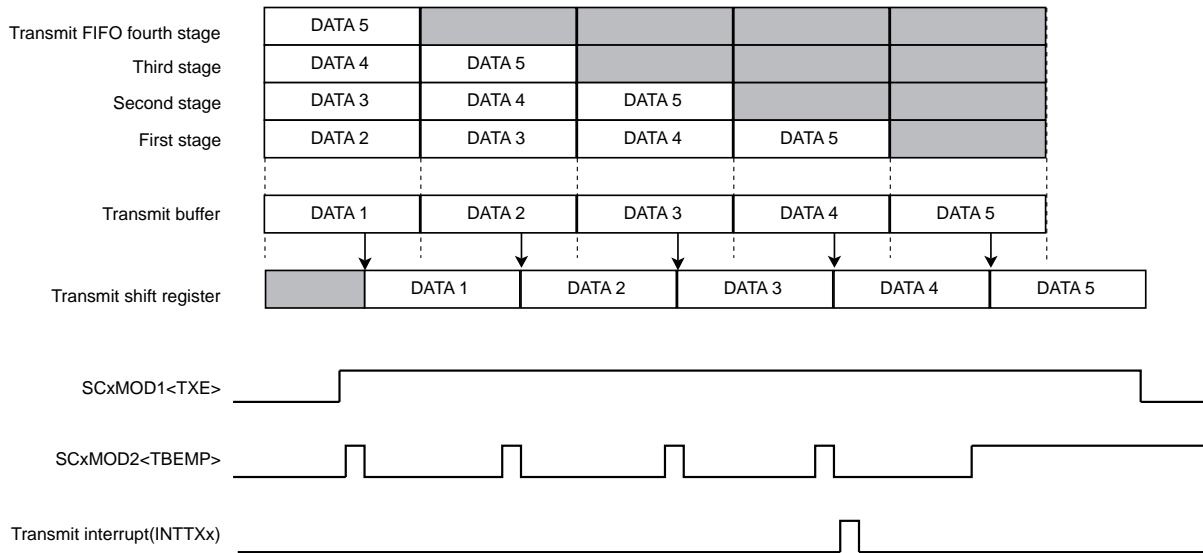 Transmit FIFO fourth stage DATA 5
Third stage DATA 4 DATA 5
Second stage DATA 3 DATA 4 DATA 5
First stage DATA 2 DATA 3 DATA 4 DATA 5
Transmit buffer DATA 1 DATA 2 DATA 3 DATA 4 DATA 5
Transmit shift register DATA 1 DATA 2 DATA 3 DATA 4 DATA 5
SCxMOD1<TXE>
SCxMOD2<TBEMP>
Transmit interrupt(INTTXx)